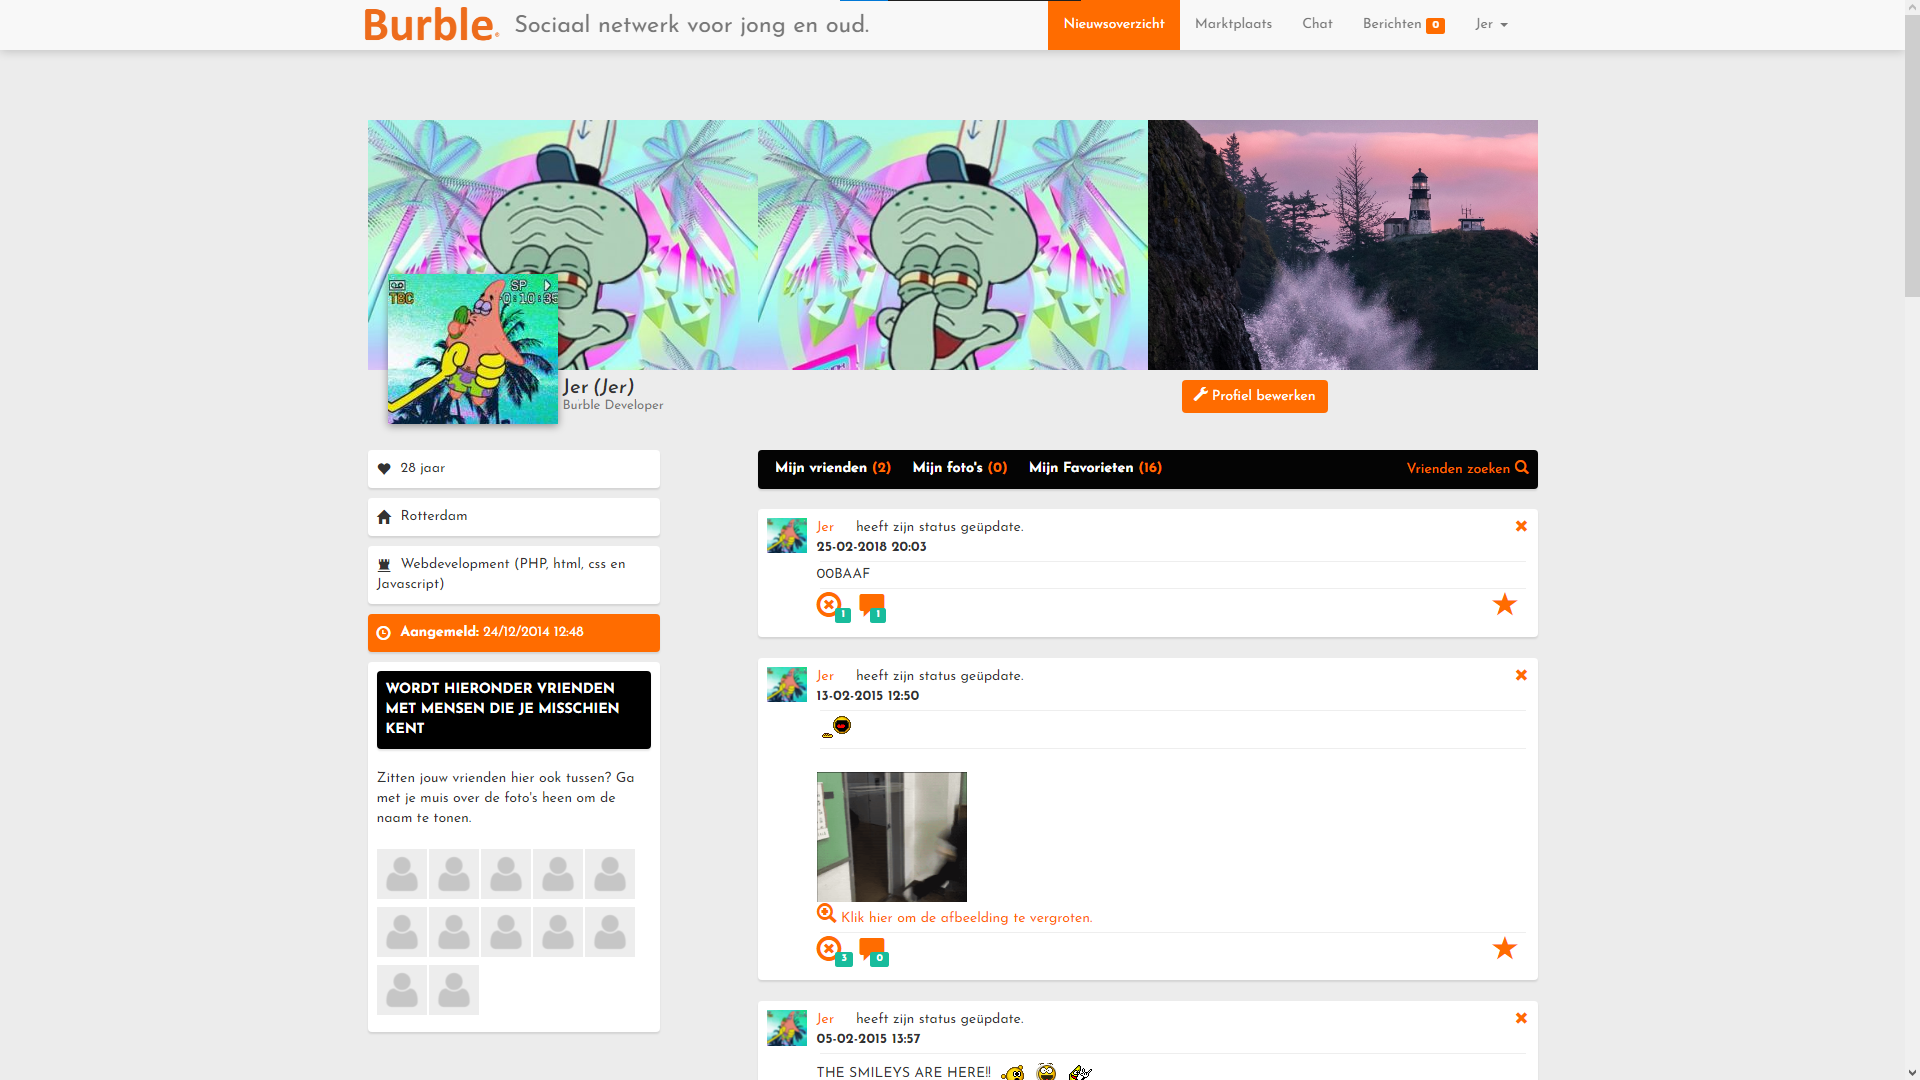 Burble® Sociaal netwerk voor jong en oud.
Nieuwsoverzicht Marktplaats Chat Berichten 0 Jer
SP
TBC 0:10:35
Jer (Jer)
Burble Developer
Profiel bewerken
28 jaar
Rotterdam
Webdevelopment (PHP, html, css en
Javascript)
Aangemeld: 24/12/2014 12:48
WORDT HIERONDER VRIENDEN
MET MENSEN DIE JE MISSCHIEN
KENT
Zitten jouw vrienden hier ook tussen? Ga
met je muis over de foto's heen om de
naam te tonen.
Mijn vrienden (2) Mijn foto's (0) Mijn Favorieten (16) Vrienden zoeken
Jer heeft zijn status geüpdate.
25-02-2018 20:03
00BAAF
1 1
Jer heeft zijn status geüpdate.
13-02-2015 12:50
Klik hier om de afbeelding te vergroten.
3 0
Jer heeft zijn status geüpdate.
05-02-2015 13:57
THE SMILEYS ARE HERE!!